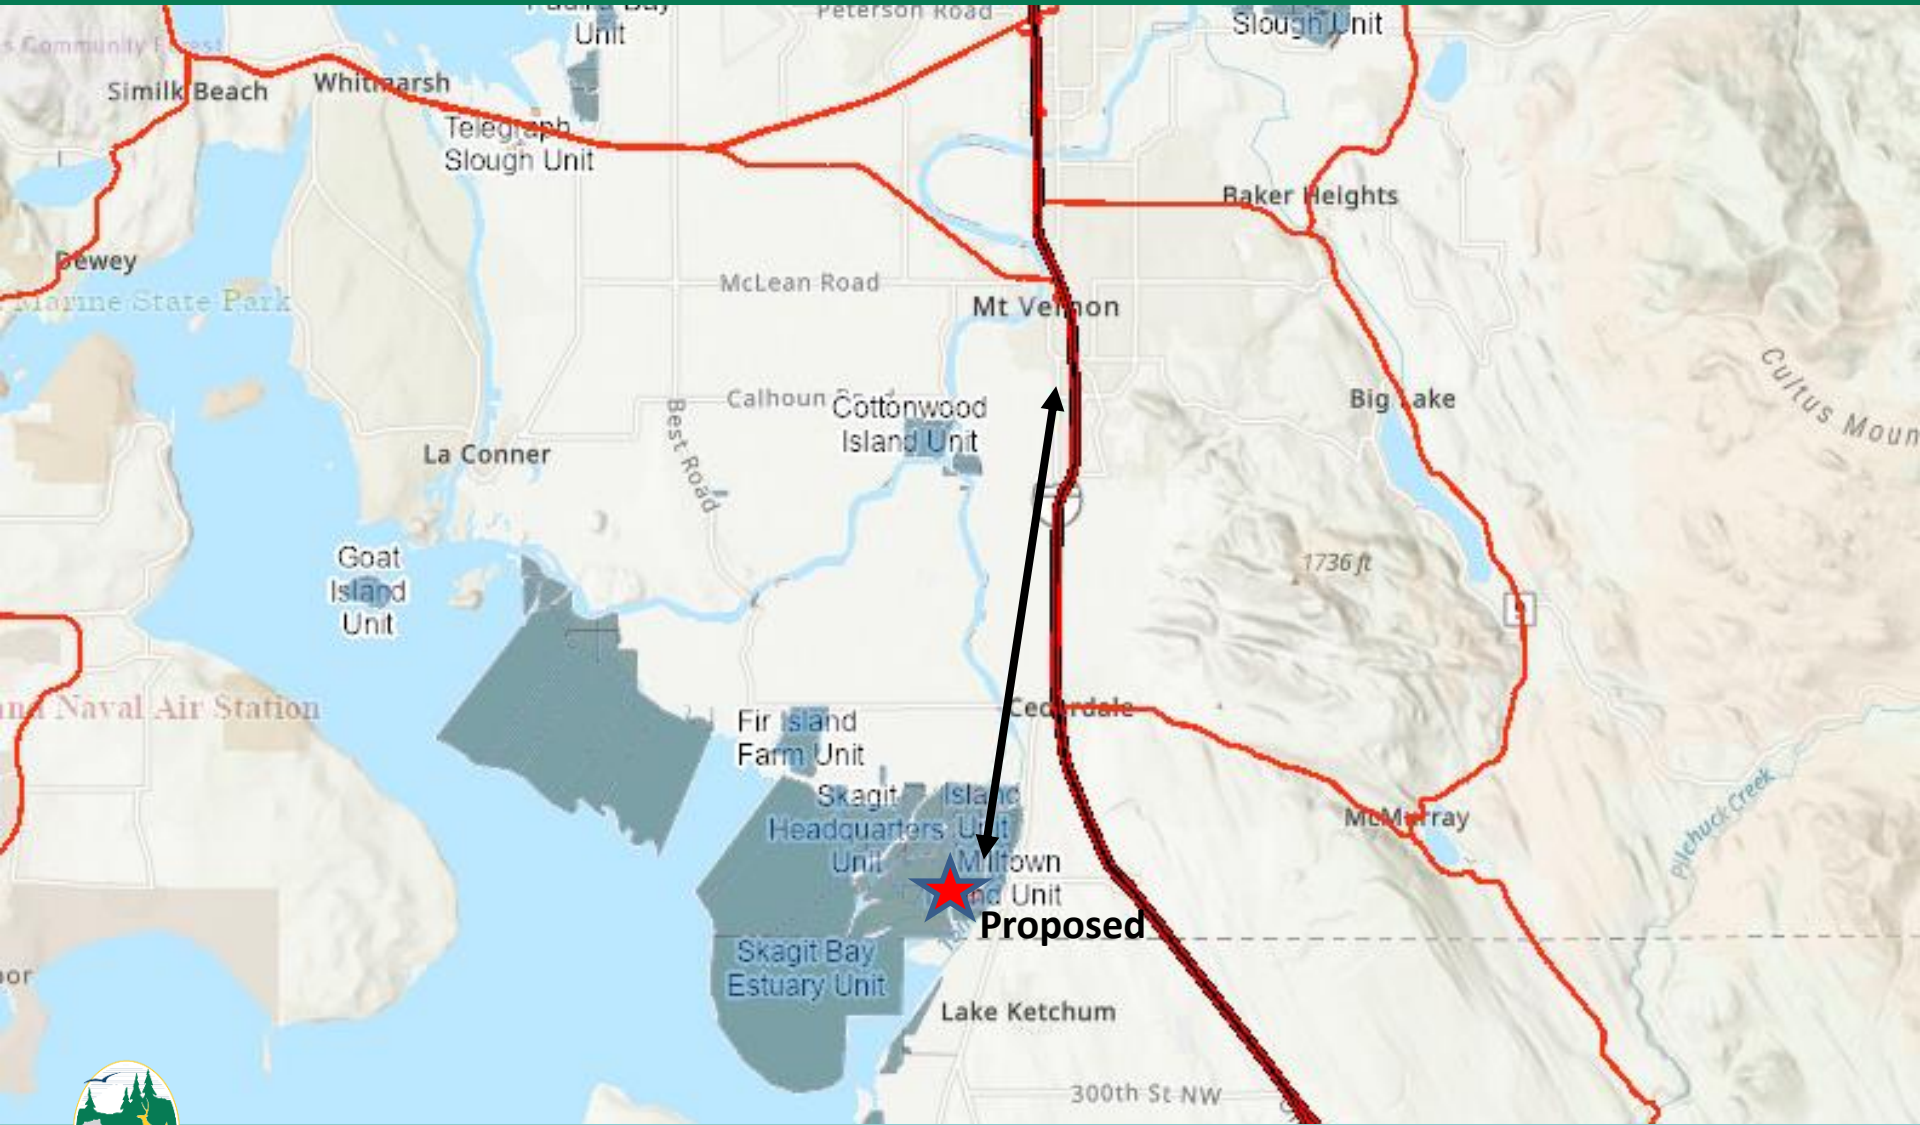 Unit
Peterson Road
Slough Unit
Similk Beach
Whitmarsh
Telegraph
Slough Unit
Baker Heights
Dewey
Marine State Park
McLean Road
Mt Vernon
Calhoun
Cottonwood
Island Unit
Best Road
Big Lake
Cultus Moun
La Conner
Goat
Island
Unit
1736 ft
9
Naval Air Station
Cedardale
Fir Island
Farm Unit
Skagit
Headquarters
Unit
Island
Unit
McMurray
Pilchuck Creek
Milltown
Unit
Proposed
Skagit Bay
Estuary Unit
Lake Ketchum
300th St NW